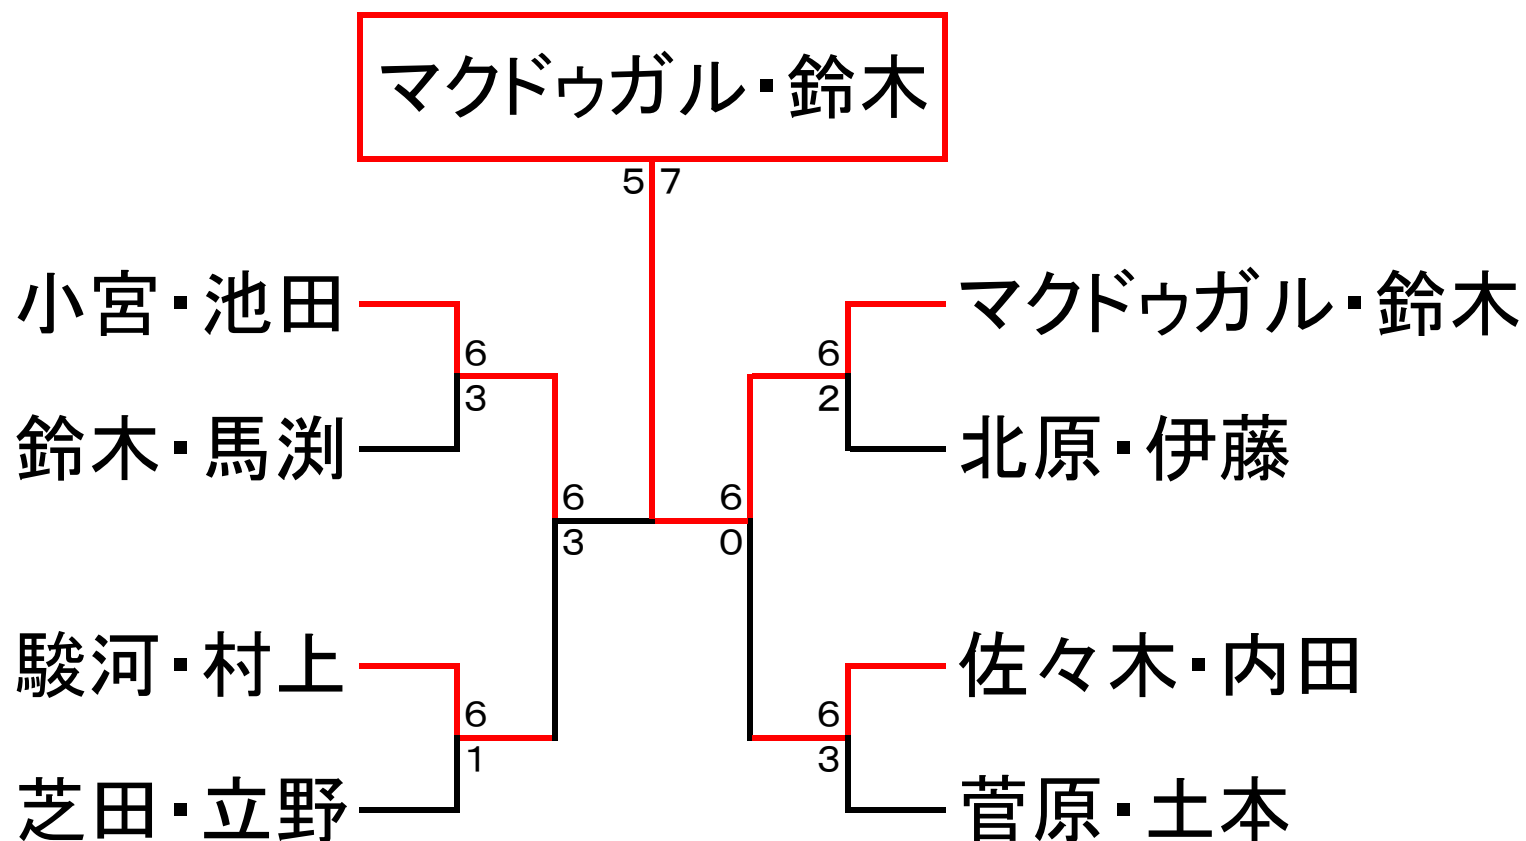 マクドゥガル・鈴木
5 7
小宮・池田
マクドゥガル・鈴木
6 6
3 2
鈴木・馬渕
北原・伊藤
6 6
3 0
駿河・村上
佐々木・内田
6 6
1 3
芝田・立野
菅原・土本